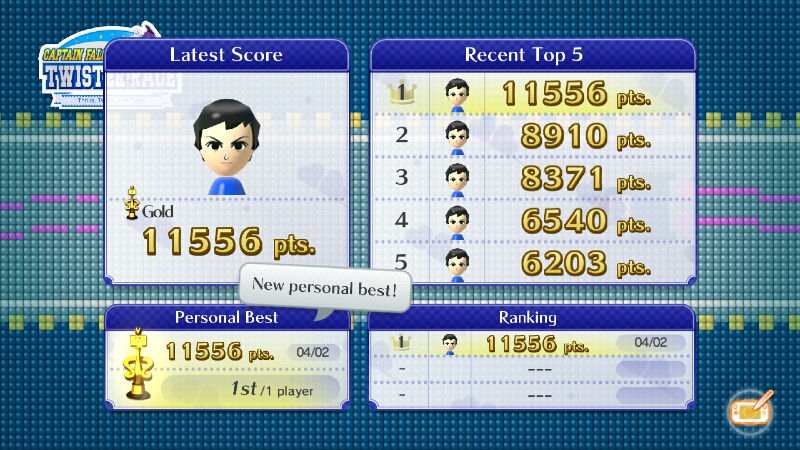 CAPTAIN FALCON'S
TWISTER RACE
Latest Score
Gold
11556 pts.
New personal best!
Recent Top 5
1 11556 pts.
2 8910 pts.
3 8371 pts.
4 6540 pts.
5 6203 pts.
Personal Best
11556 pts. 04/02
1st/1 player
Ranking
1 11556 pts. 04/02
- ---
- ---